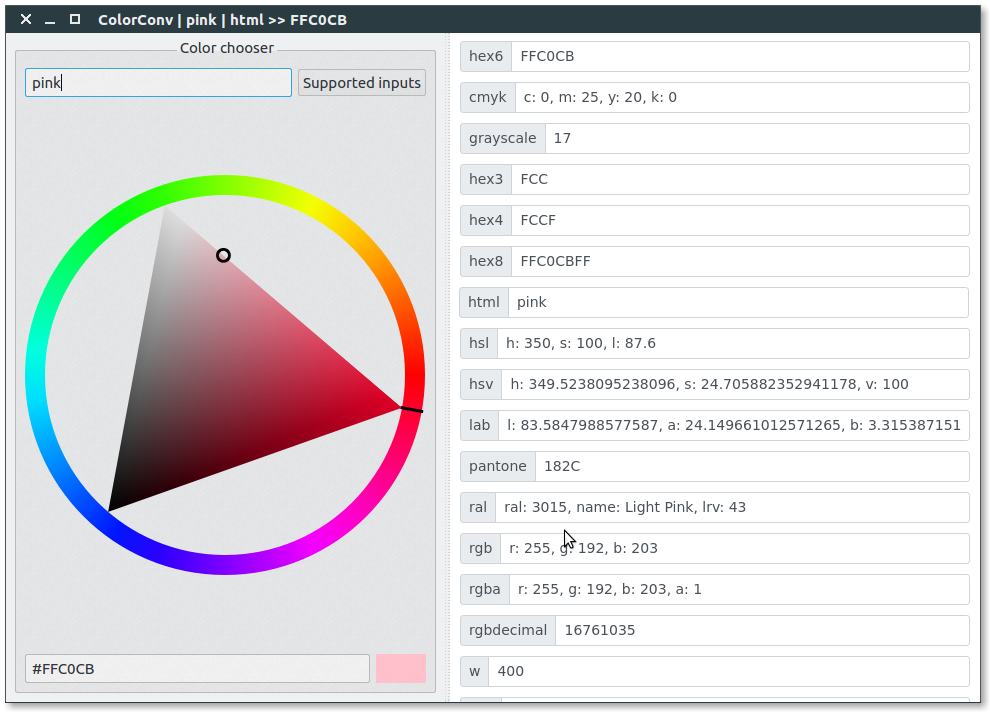 ColorConv | pink | html >> FFC0CB
Color chooser
pink
Supported inputs
#FFC0CB
hex6 FFC0CB
cmyk c: 0, m: 25, y: 20, k: 0
grayscale 17
hex3 FCC
hex4 FCCF
hex8 FFC0CBFF
html pink
hsl h: 350, s: 100, l: 87.6
hsv h: 349.5238095238096, s: 24.705882352941178, v: 100
lab l: 83.5847988577587, a: 24.149661012571265, b: 3.315387151
pantone 182C
ral ral: 3015, name: Light Pink, lrv: 43
rgb r: 255, g: 192, b: 203
rgba r: 255, g: 192, b: 203, a: 1
rgbdecimal 16761035
w 400